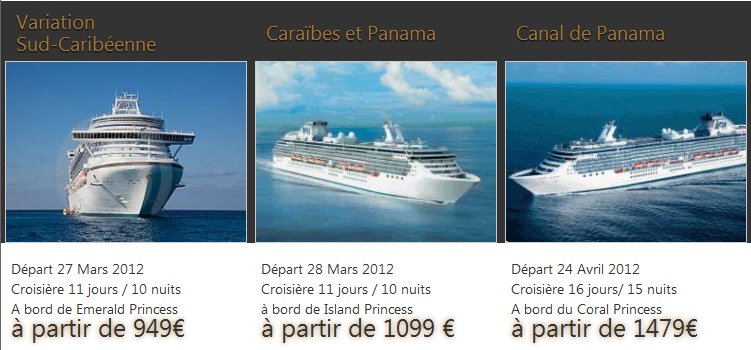 Variation
Sud-Caribéenne
Caraïbes et Panama
Canal de Panama
Départ 27 Mars 2012
Croisière 11 jours / 10 nuits
A bord de Emerald Princess
à partir de 949€
Départ 28 Mars 2012
Croisière 11 jours / 10 nuits
à bord de Island Princess
à partir de 1099 €
Départ 24 Avril 2012
Croisière 16 jours/ 15 nuits
A bord du Coral Princess
à partir de 1479€